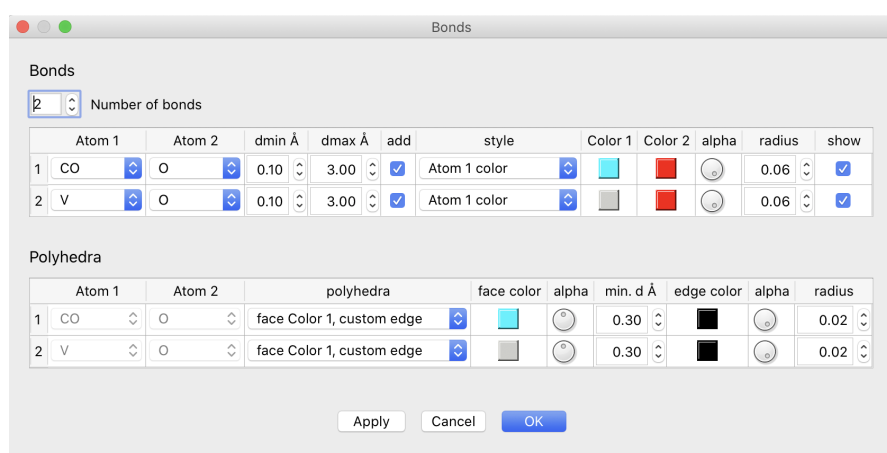 Bonds
Bonds
2 Number of bonds
Atom 1 Atom 2 dmin Å dmax Å add style Color 1 Color 2 alpha radius show
1 CO O 0.10 3.00 Atom 1 color 0.06
2 V O 0.10 3.00 Atom 1 color 0.06
Polyhedra
Atom 1 Atom 2 polyhedra face color alpha min. d Å edge color alpha radius
1 CO O face Color 1, custom edge 0.30 0.02
2 V O face Color 1, custom edge 0.30 0.02
Apply Cancel OK